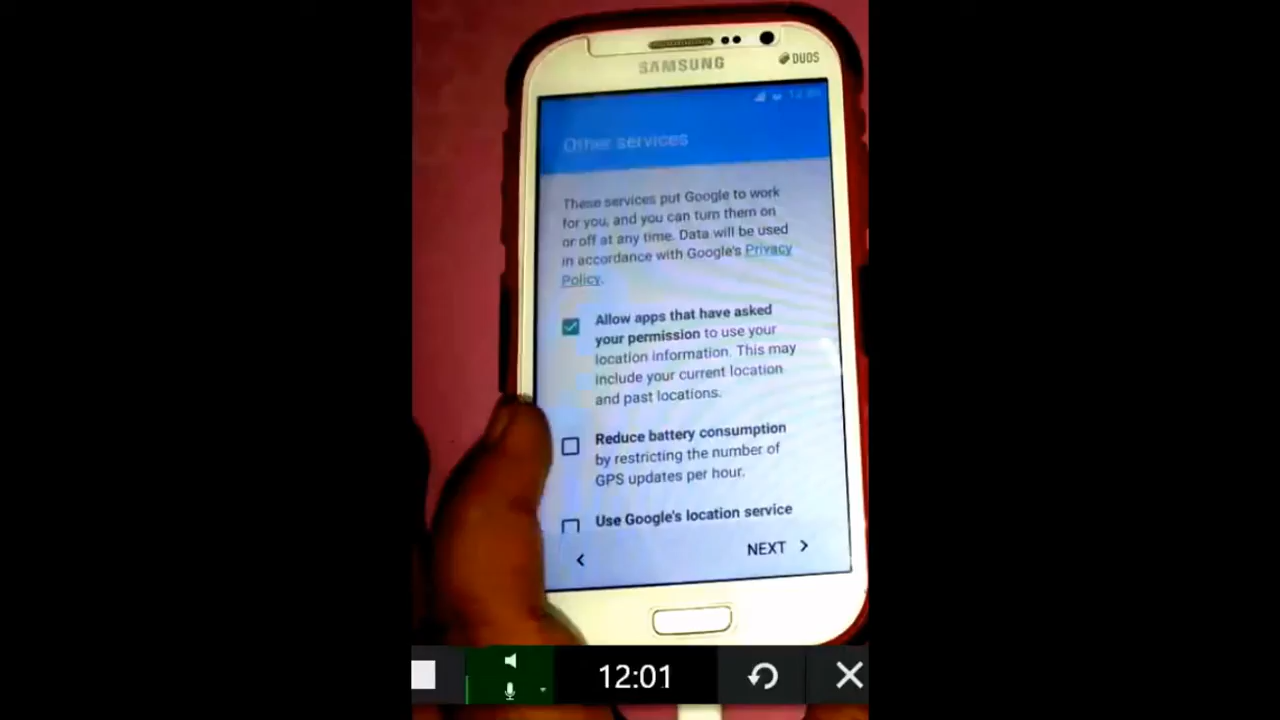 SAMSUNG
DUOS
Other services
These services put Google to work
for you, and you can turn them on
or off at any time. Data will be used
in accordance with Google's Privacy
Policy.
Allow apps that have asked
your permission to use your
location information. This may
include your current location
and past locations.
Reduce battery consumption
by restricting the number of
GPS updates per hour.
Use Google's location service
NEXT
12:01